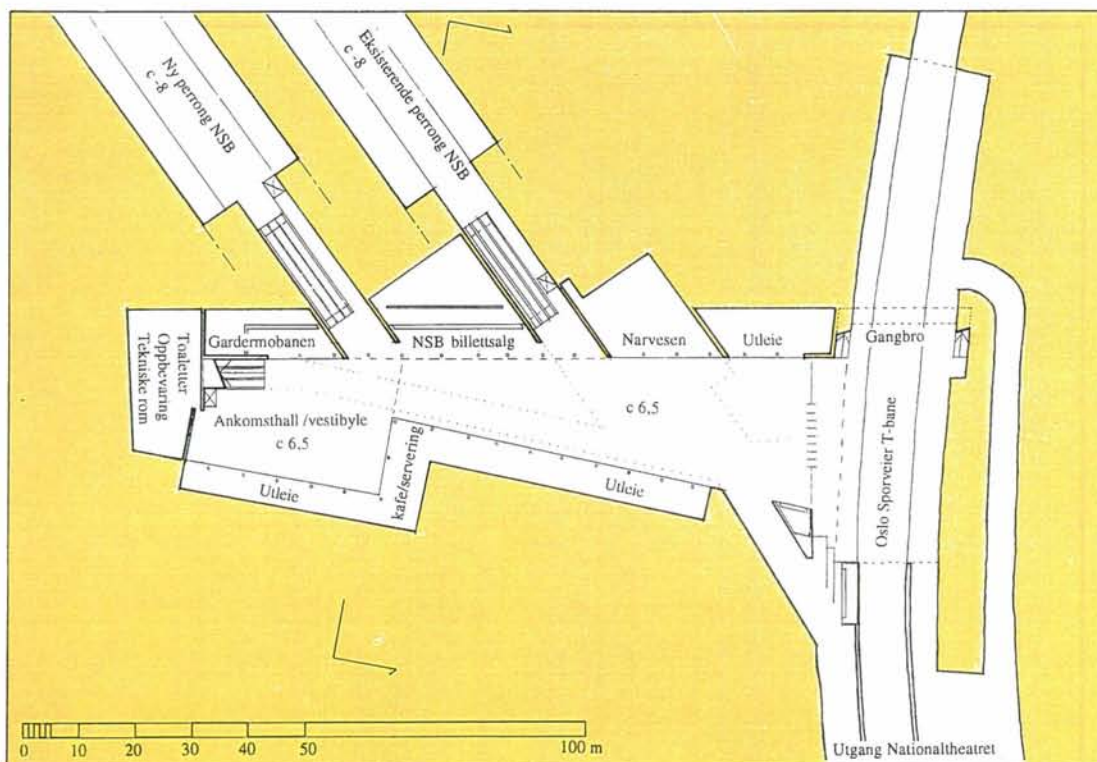 Ny perrong NSB
c -8
Eksisterende perrong NSB
c -8
Toaletter
Oppbevaring
Tekniske rom
Gardermobanen
NSB billettsalg
Narvesen
Utleie
Gangbro
Ankomsthall /vestibyle
c 6,5
c 6,5
Utleie
kafe/servering
Utleie
Oslo Sporveier T-bane
0 10 20 30 40 50 100 m
Utgang Nationaltheatret